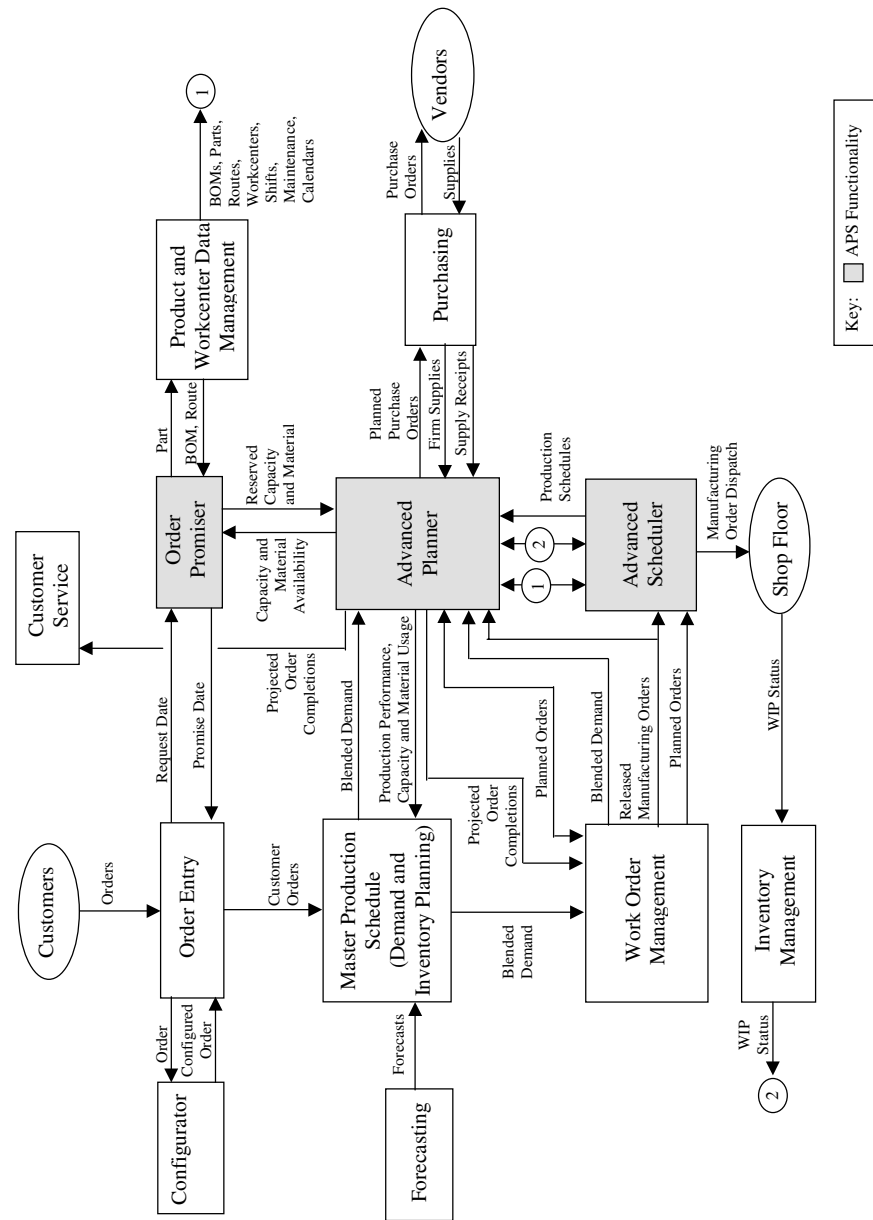 Customers
Orders
Configurator
Order
Configured
Order
Order Entry
Request Date
Promise Date
Customer
Service
Order
Promiser
Part
BOM, Route
Product and
Workcenter Data
Management
BOMs, Parts,
Routes,
Workcenters,
Shifts,
Maintenance,
Calendars
1
Customer
Orders
Projected
Order
Completions
Capacity and
Material
Availability
Reserved
Capacity
and Material
Forecasting
Forecasts
Master Production
Schedule
(Demand and
Inventory Planning)
Blended Demand
Production Performance,
Capacity and Material Usage
Advanced
Planner
Planned
Purchase
Orders
Firm Supplies
Supply Receipts
Purchasing
Purchase
Orders
Supplies
Vendors
Blended
Demand
Projected
Order
Completions
Planned Orders
1
2
Production
Schedules
Work Order
Management
Blended Demand
Released
Manufacturing Orders
Planned Orders
Advanced
Scheduler
Manufacturing
Order Dispatch
2
WIP
Status
Inventory
Management
WIP Status
Shop Floor
Key:
APS Functionality